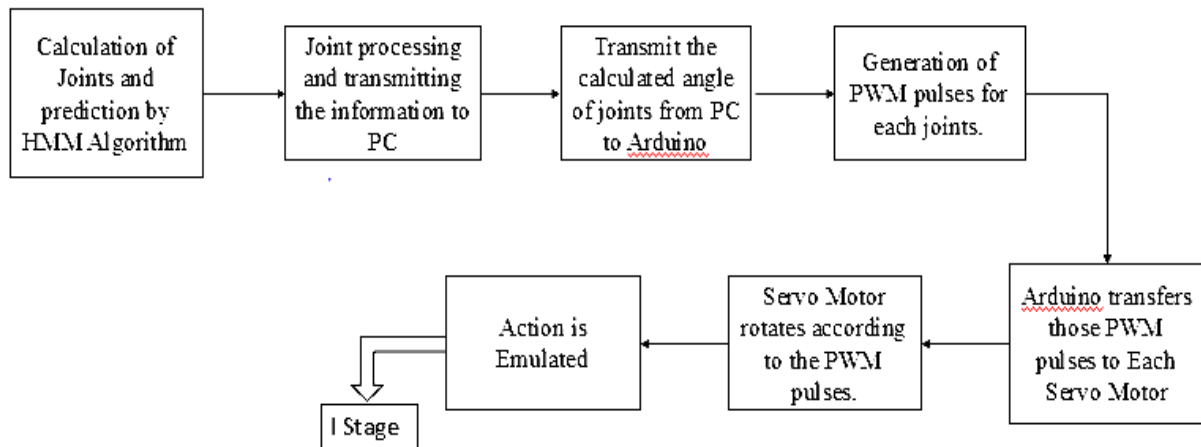 Calculation of
Joints and
prediction by
HMM Algorithm
Joint processing
and transmitting
the information to
PC
Transmit the
calculated angle
of joints from PC
to Arduino
Generation of
PWM pulses for
each joints.
Arduino transfers
those PWM
pulses to Each
Servo Motor
Servo Motor
rotates according
to the PWM
pulses.
Action is
Emulated
I Stage